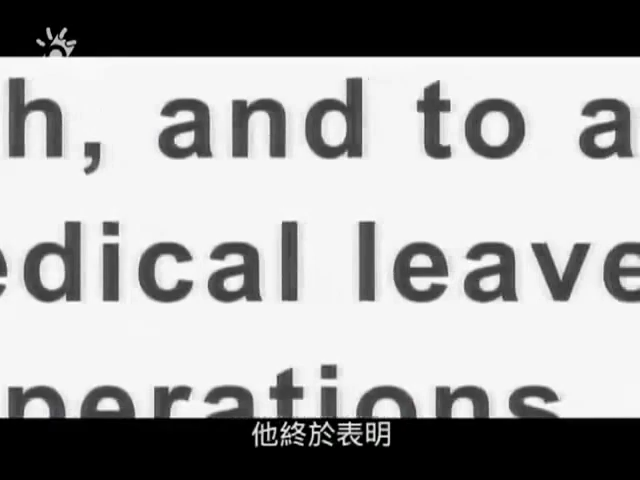 h, and to a
edical leave
perations
他終於表明